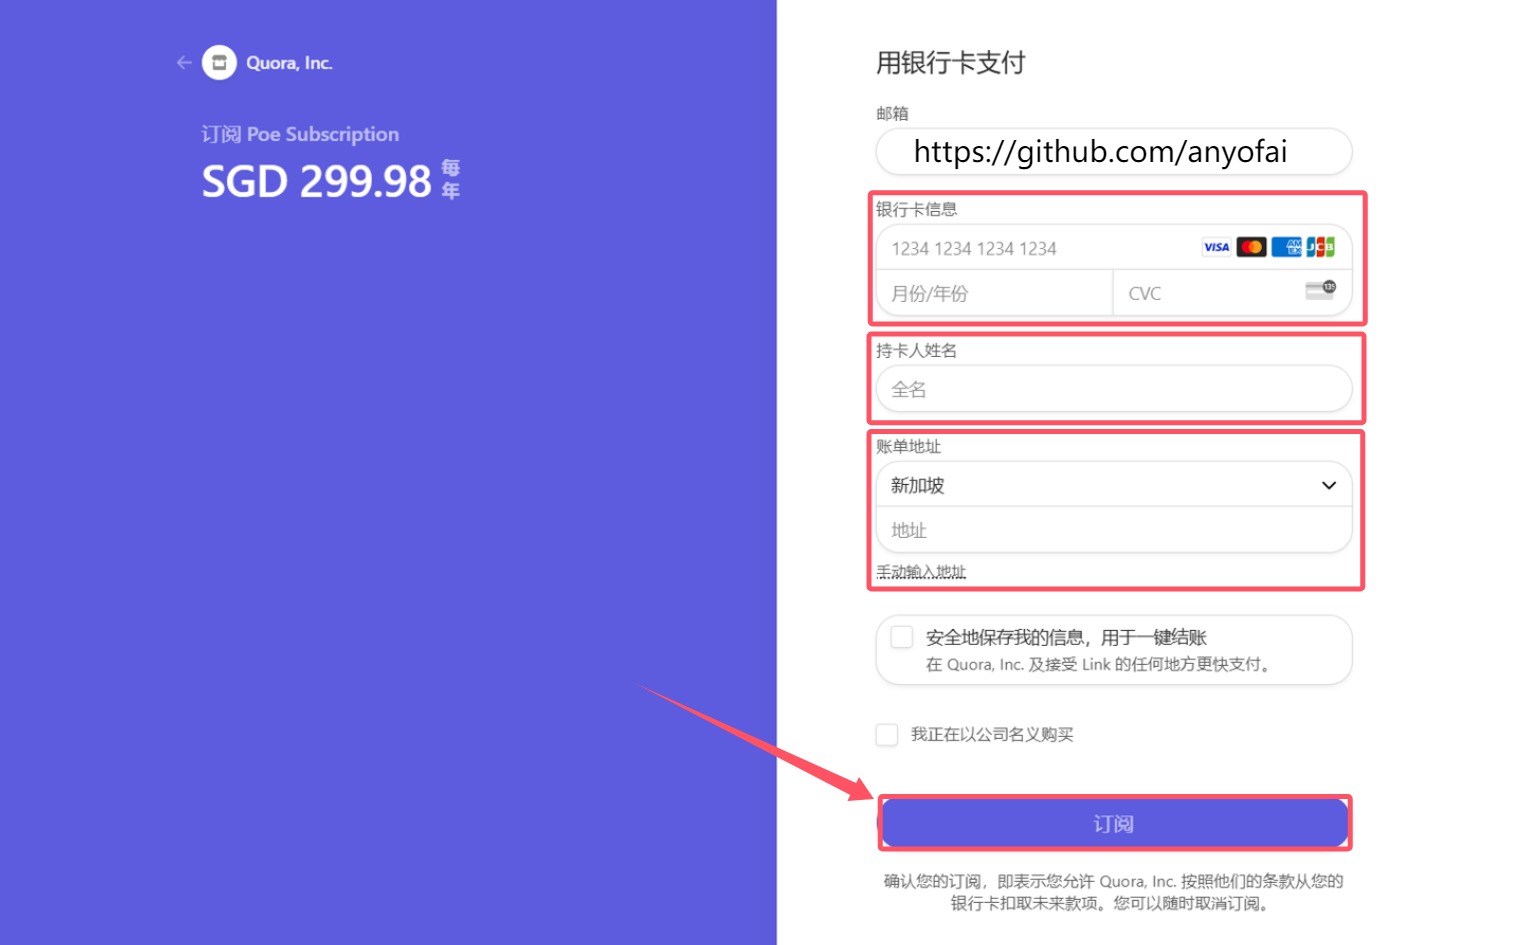 Quora, Inc.
订阅 Poe Subscription
SGD 299.98 每年
用银行卡支付
邮箱
https://github.com/anyofai
银行卡信息
1234 1234 1234 1234 VISA AMEX JCB
月份/年份 CVC 135
持卡人姓名
全名
账单地址
新加坡
地址
手动输入地址
安全地保存我的信息，用于一键结账
在 Quora, Inc. 及接受 Link 的任何地方更快支付。
我正在以公司名义购买
订阅
确认您的订阅，即表示您允许 Quora, Inc. 按照他们的条款从您的
银行卡扣取未来款项。您可以随时取消订阅。